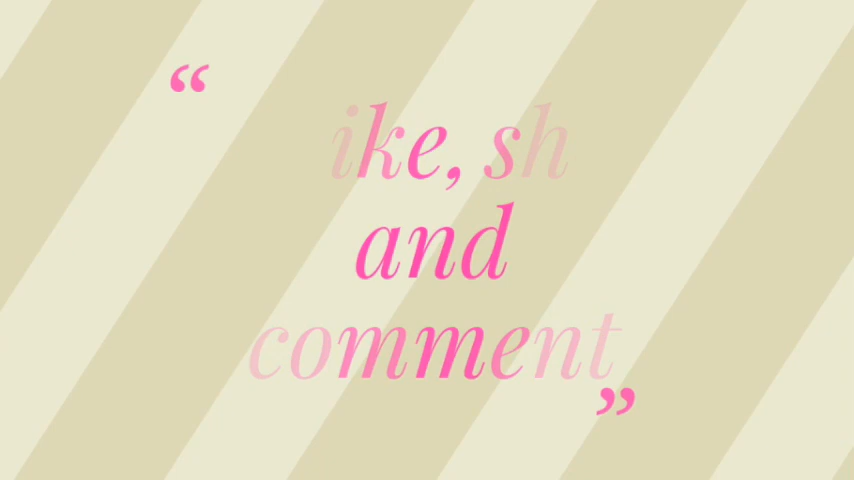 “
ike, sh
and
comment
”